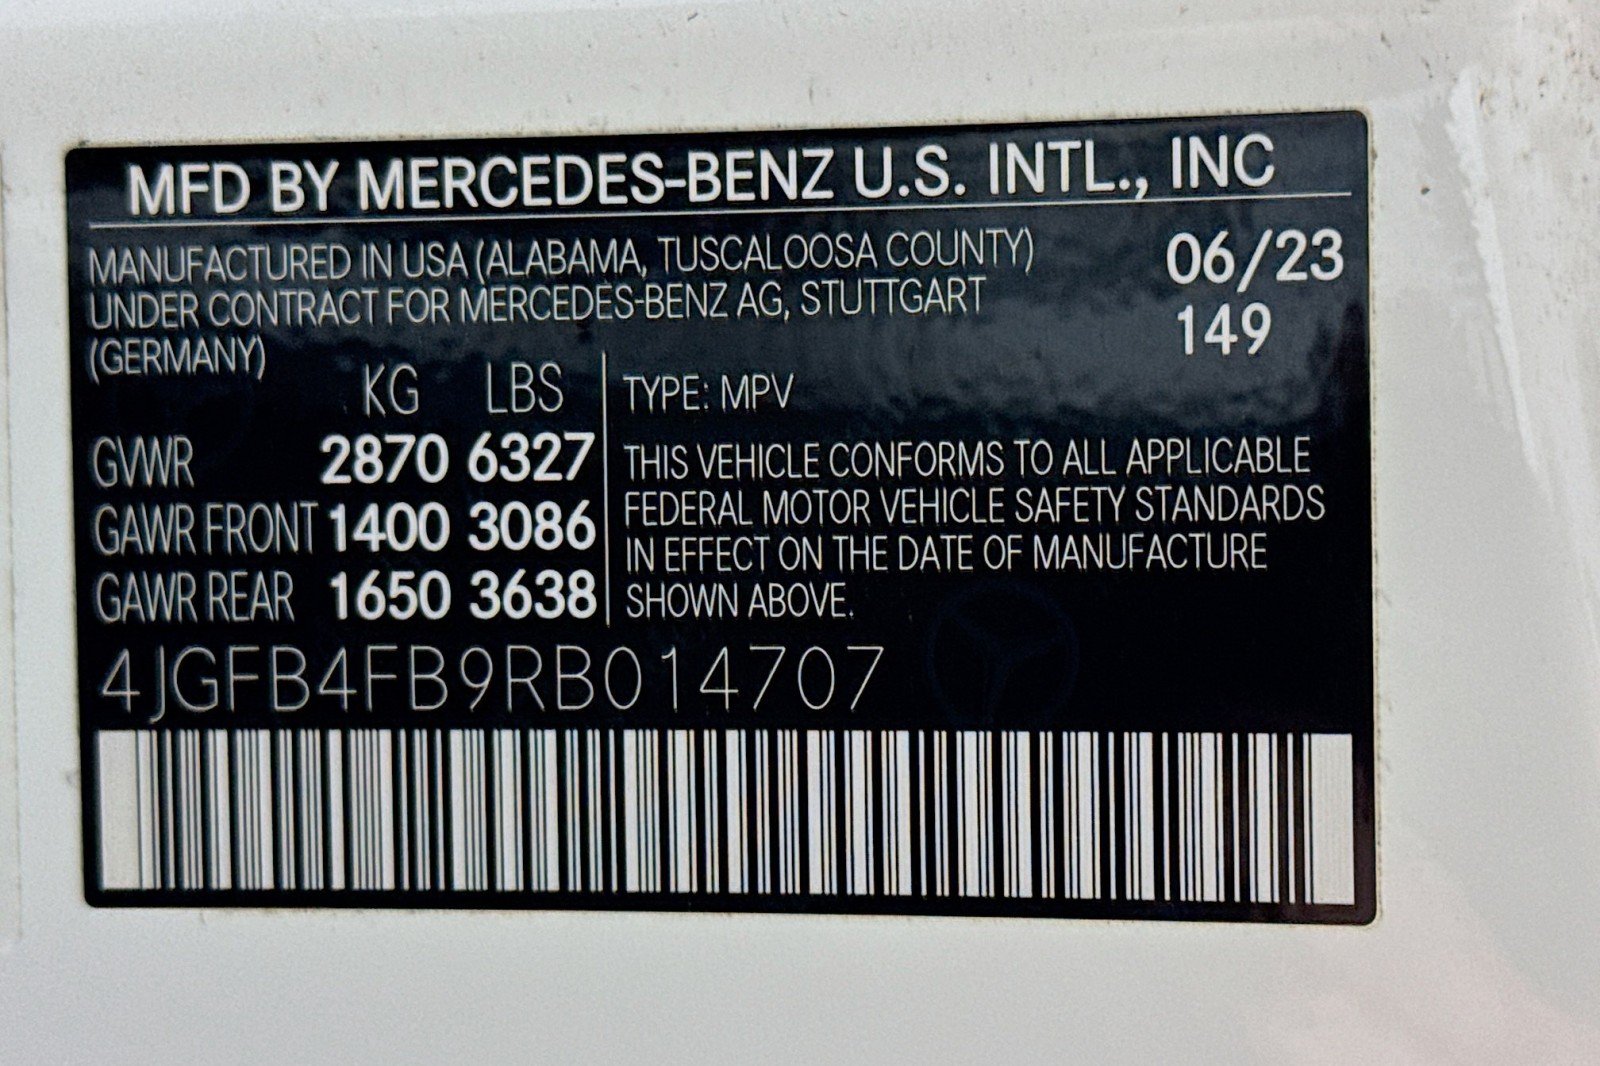 MFD BY MERCEDES-BENZ U.S. INTL., INC
MANUFACTURED IN USA (ALABAMA, TUSCALOOSA COUNTY)
UNDER CONTRACT FOR MERCEDES-BENZ AG, STUTTGART
(GERMANY)
06/23
149
KG LBS
GVWR 2870 6327
GAWR FRONT 1400 3086
GAWR REAR 1650 3638
TYPE: MPV
THIS VEHICLE CONFORMS TO ALL APPLICABLE
FEDERAL MOTOR VEHICLE SAFETY STANDARDS
IN EFFECT ON THE DATE OF MANUFACTURE
SHOWN ABOVE.
4JGFB4FB9RB014707